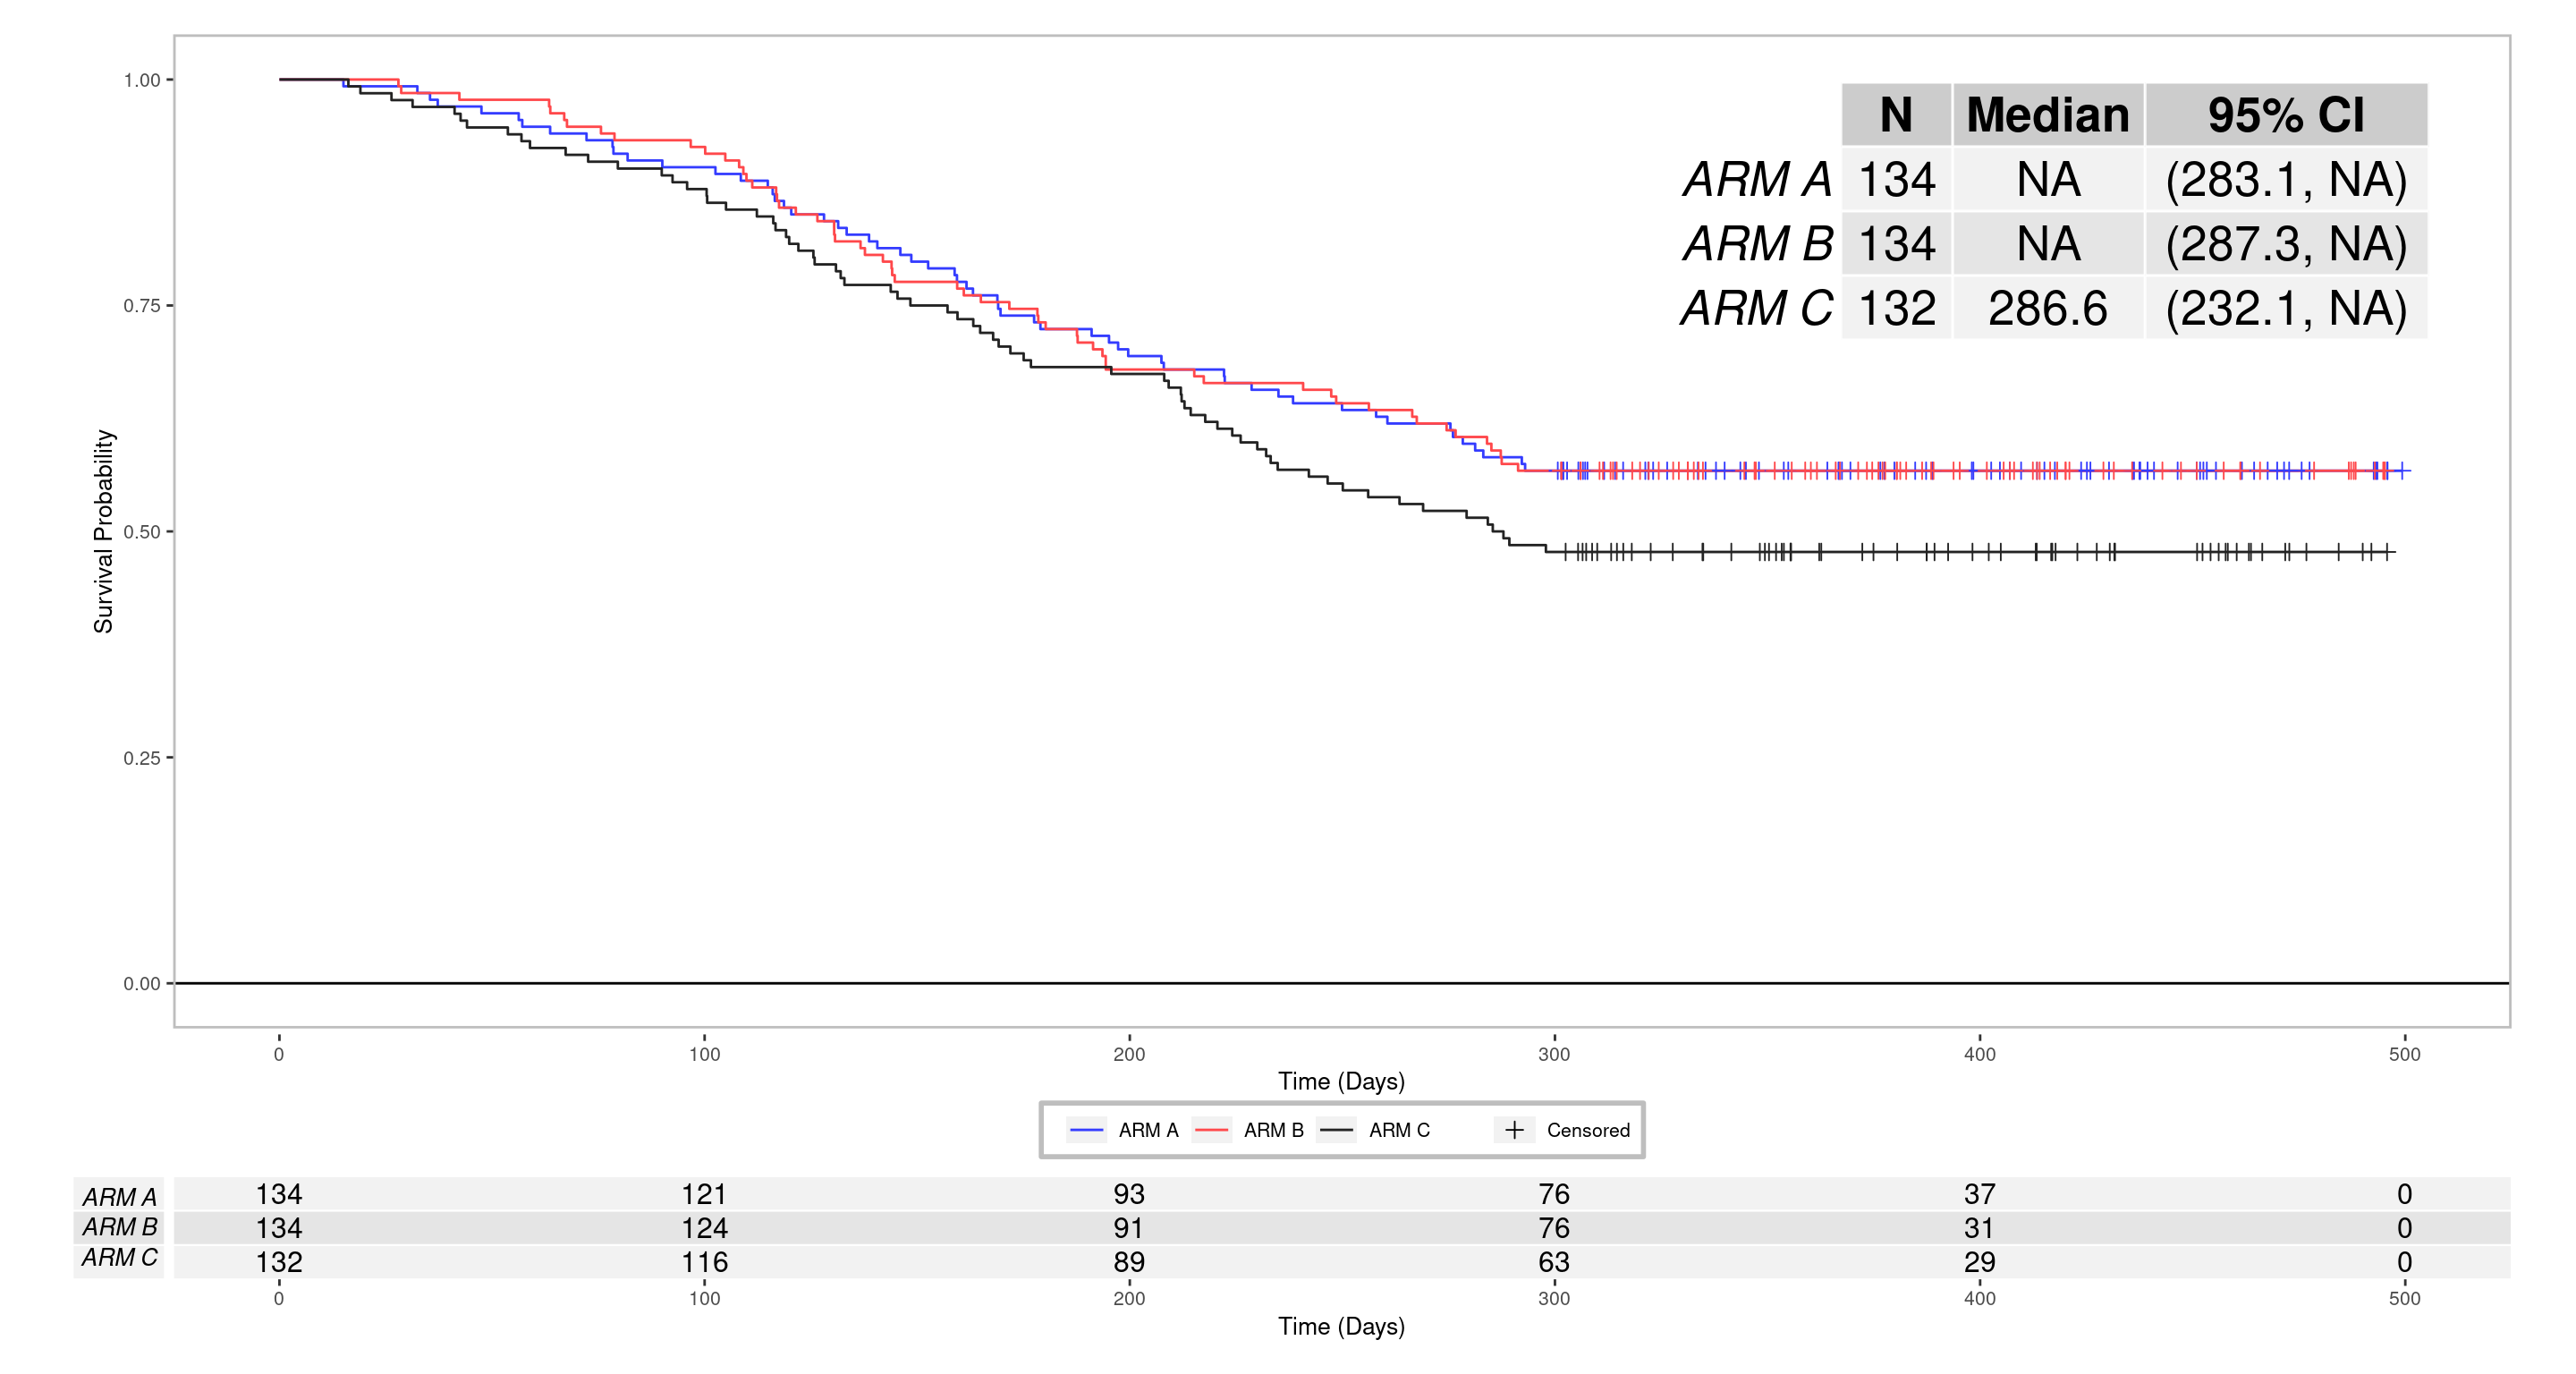 N Median 95% CI
ARM A 134 NA (283.1, NA)
ARM B 134 NA (287.3, NA)
ARM C 132 286.6 (232.1, NA)
Survival Probability
1.00
0.75
0.50
0.25
0.00
0 100 200 300 400 500
Time (Days)
ARM A ARM B ARM C Censored
ARM A 134 121 93 76 37 0
ARM B 134 124 91 76 31 0
ARM C 132 116 89 63 29 0
0 100 200 300 400 500
Time (Days)